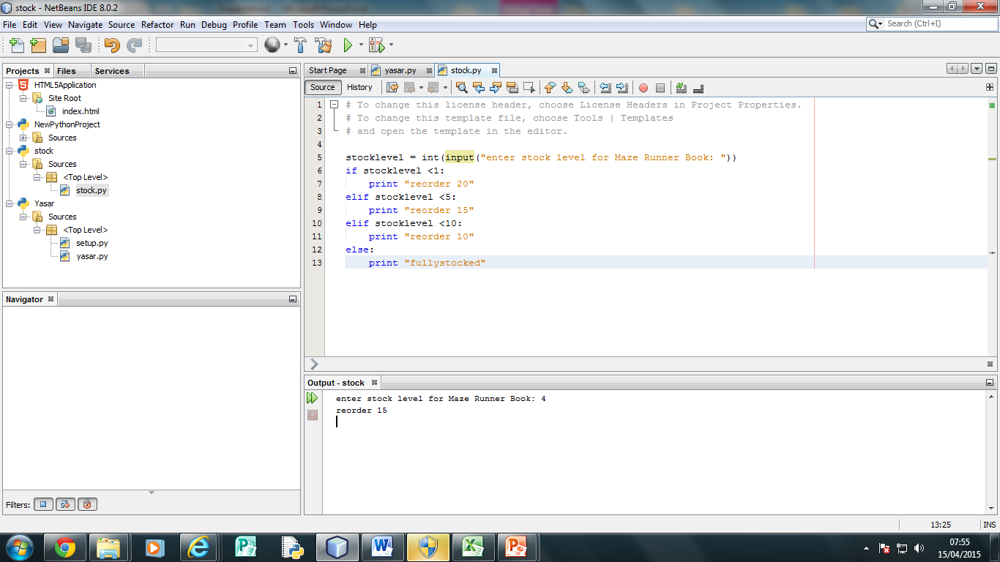 stock - NetBeans IDE 8.0.2
File Edit View Navigate Source Refactor Run Debug Profile Team Tools Window Help
Search (Ctrl+I)
Projects Files Services
HTML5Application
Site Root
index.html
NewPythonProject
Sources
stock
Sources
<Top Level>
stock.py
Yasar
Sources
<Top Level>
setup.py
yasar.py
Navigator
Filters:
Start Page yasar.py stock.py
Source History
1 # To change this license header, choose License Headers in Project Properties.
2 # To change this template file, choose Tools | Templates
3 # and open the template in the editor.
4
5 stocklevel = int(input("enter stock level for Maze Runner Book: "))
6 if stocklevel <1:
7 print "reorder 20"
8 elif stocklevel <5:
9 print "reorder 15"
10 elif stocklevel <10:
11 print "reorder 10"
12 else:
13 print "fullystocked"
Output - stock
enter stock level for Maze Runner Book: 4
reorder 15
13:25 INS
07:55
15/04/2015